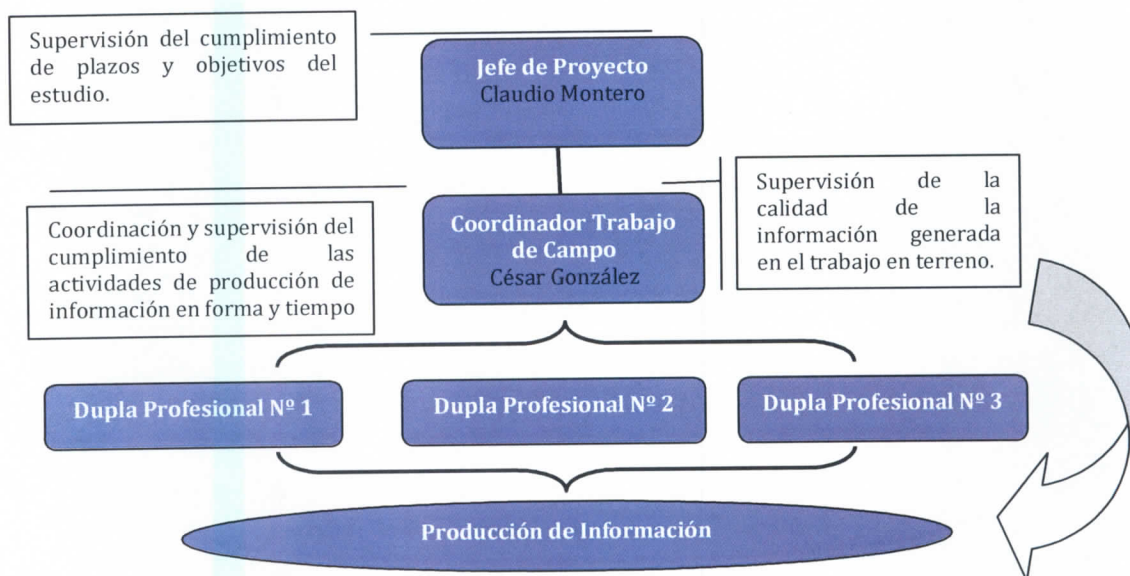 Supervisión del cumplimiento
de plazos y objetivos del
estudio.
Jefe de Proyecto
Claudio Montero
Supervisión de la
calidad de la
información generada
en el trabajo en terreno.
Coordinador Trabajo
de Campo
César González
Coordinación y supervisión del
cumplimiento de las
actividades de producción de
información en forma y tiempo
Dupla Profesional Nº 1
Dupla Profesional Nº 2
Dupla Profesional Nº 3
Producción de Información